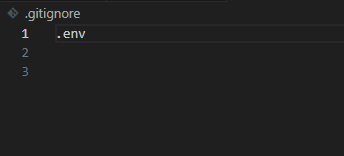 .gitignore
1 .env
2
3